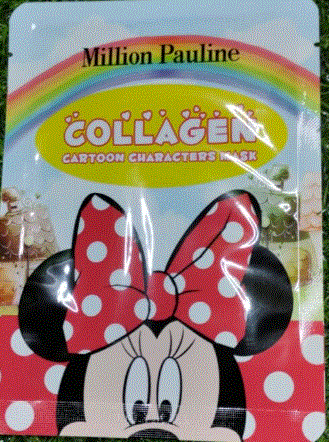 Million Pauline
COLLAGEN
CARTOON CHARACTERS MASK